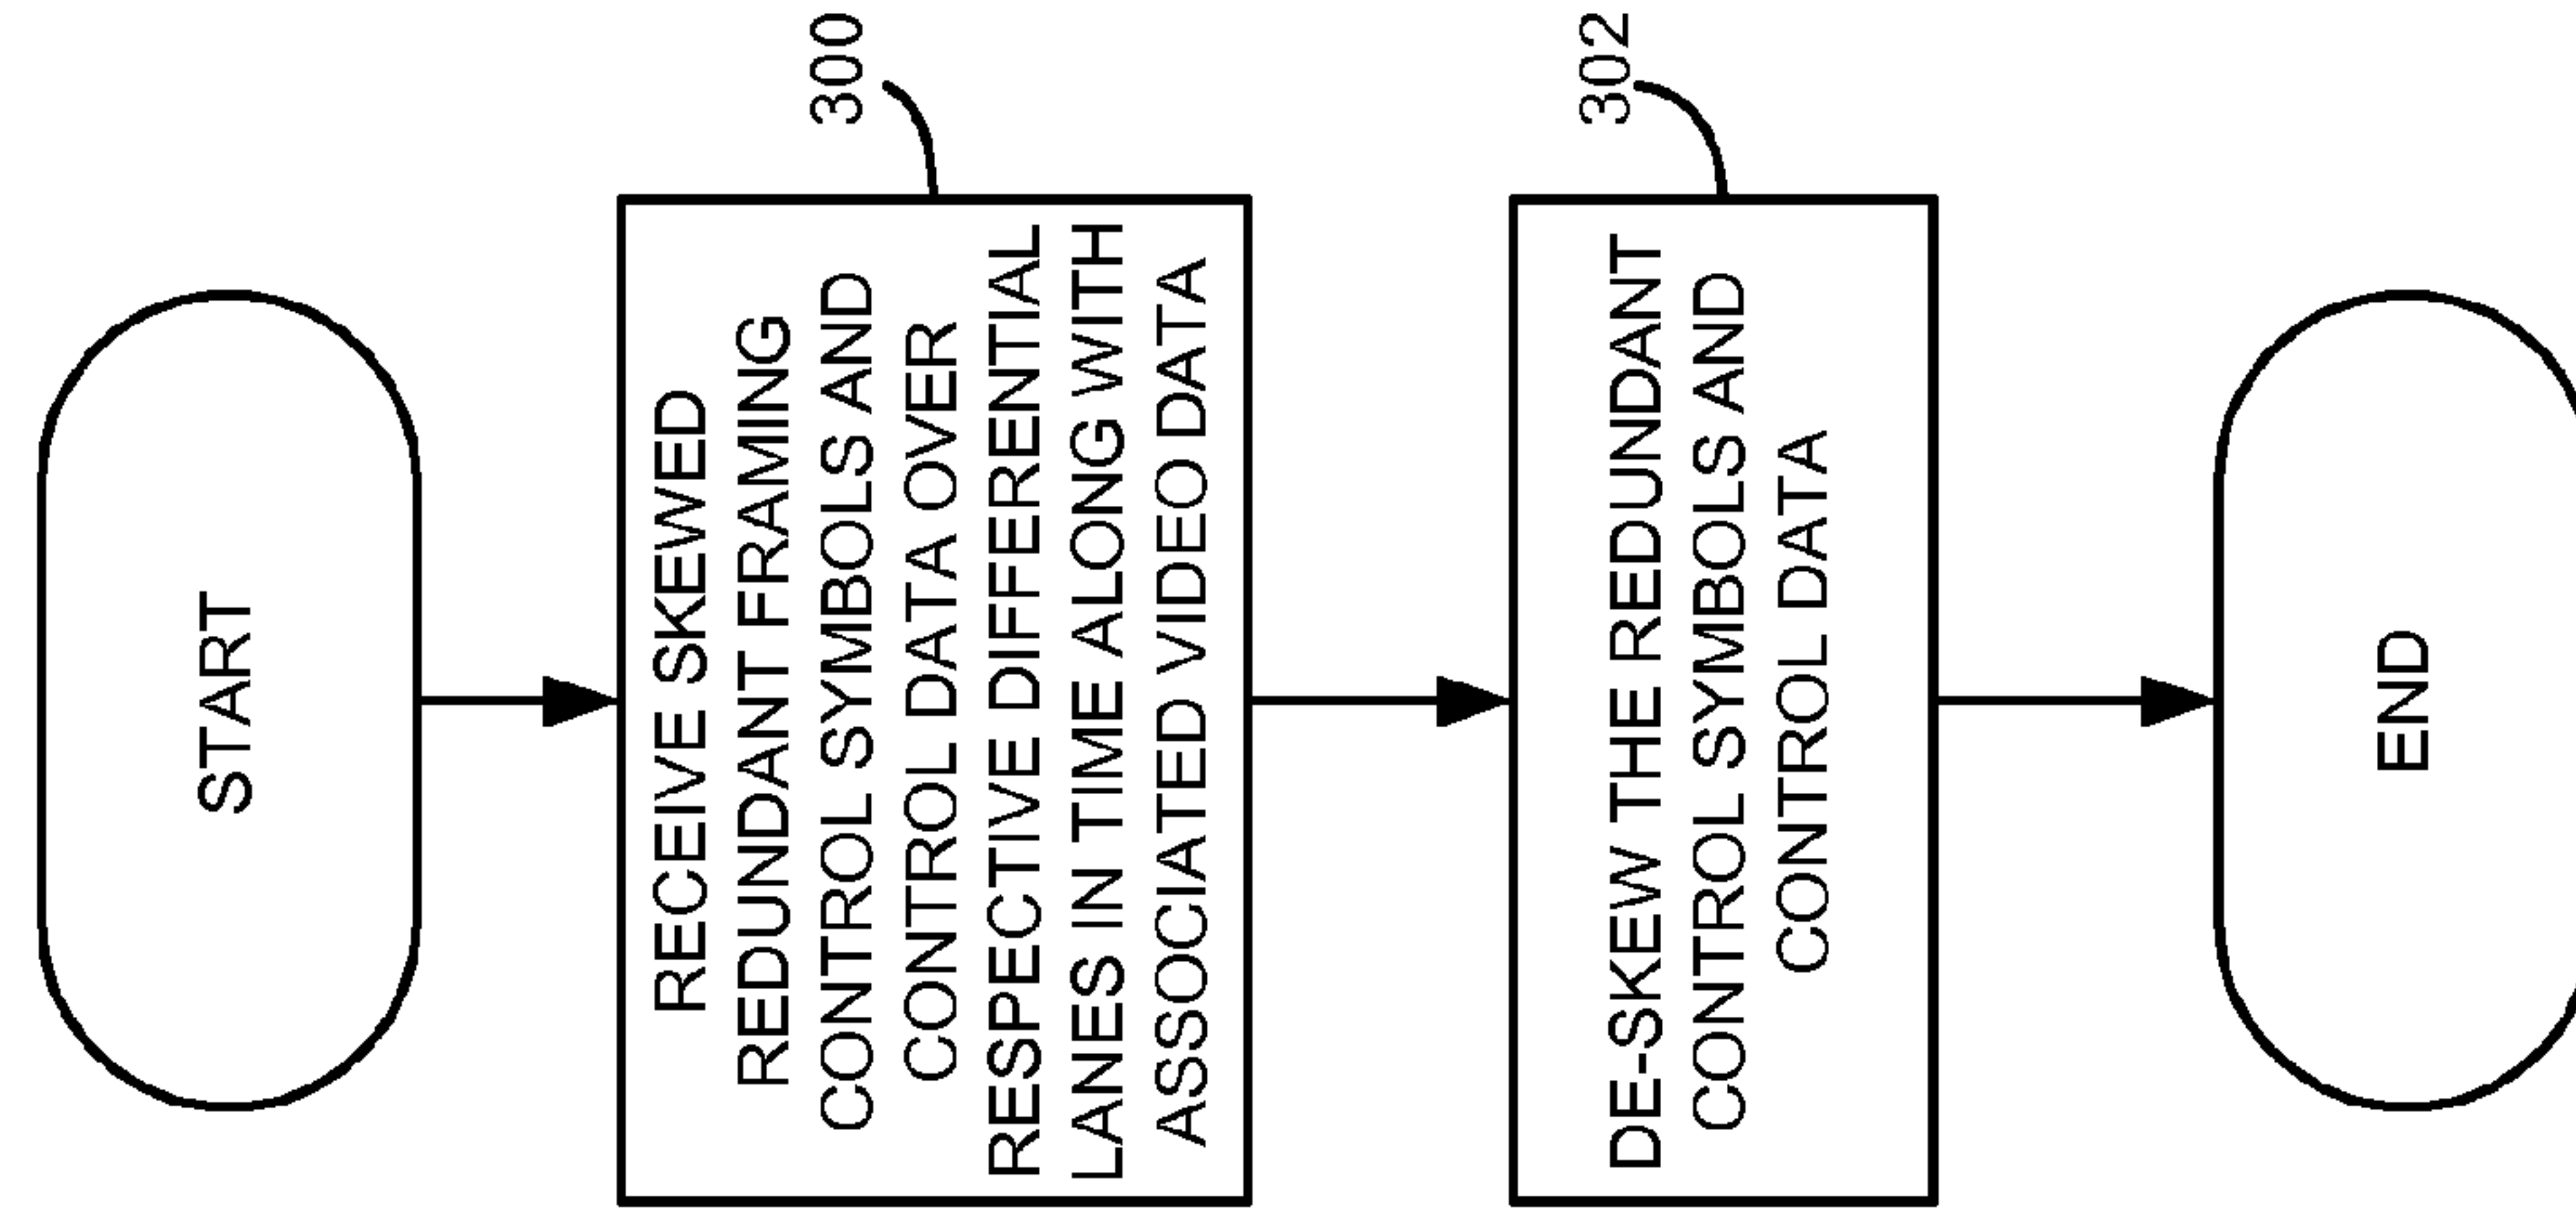 START
300
RECEIVE SKEWED
REDUNDANT FRAMING
CONTROL SYMBOLS AND
CONTROL DATA OVER
RESPECTIVE DIFFERENTIAL
LANES IN TIME ALONG WITH
ASSOCIATED VIDEO DATA
302
DE-SKEW THE REDUNDANT
CONTROL SYMBOLS AND
CONTROL DATA
END